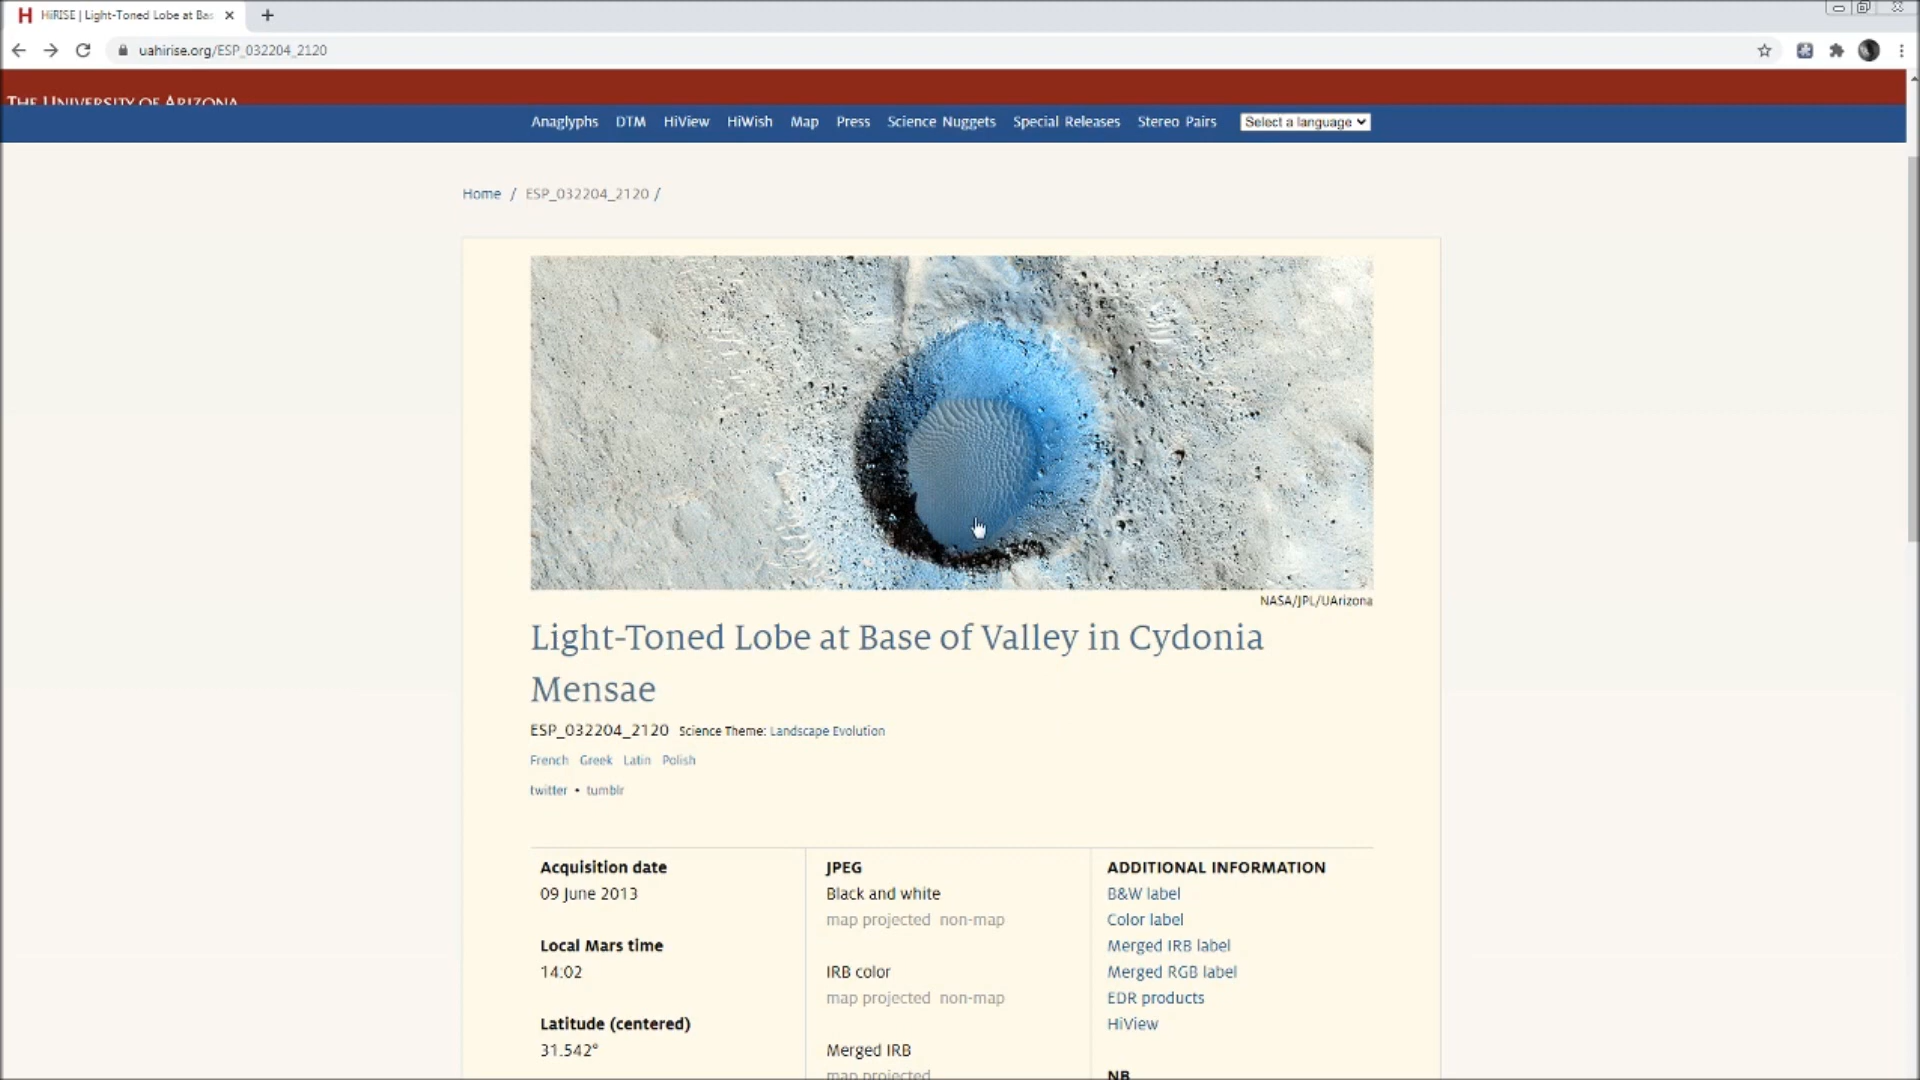 HiRISE | Light-Toned Lobe at Bas
uahirise.org/ESP_032204_2120
THE UNIVERSITY OF ARIZONA
Anaglyphs DTM HiView HiWish Map Press Science Nuggets Special Releases Stereo Pairs Select a language
Home / ESP_032204_2120 /
NASA/JPL/UArizona
Light-Toned Lobe at Base of Valley in Cydonia
Mensae
ESP_032204_2120 Science Theme: Landscape Evolution
French Greek Latin Polish
twitter • tumblr
Acquisition date
09 June 2013
Local Mars time
14:02
Latitude (centered)
31.542°
JPEG
Black and white
map projected non-map
IRB color
map projected non-map
Merged IRB
map projected
ADDITIONAL INFORMATION
B&W label
Color label
Merged IRB label
Merged RGB label
EDR products
HiView
NB